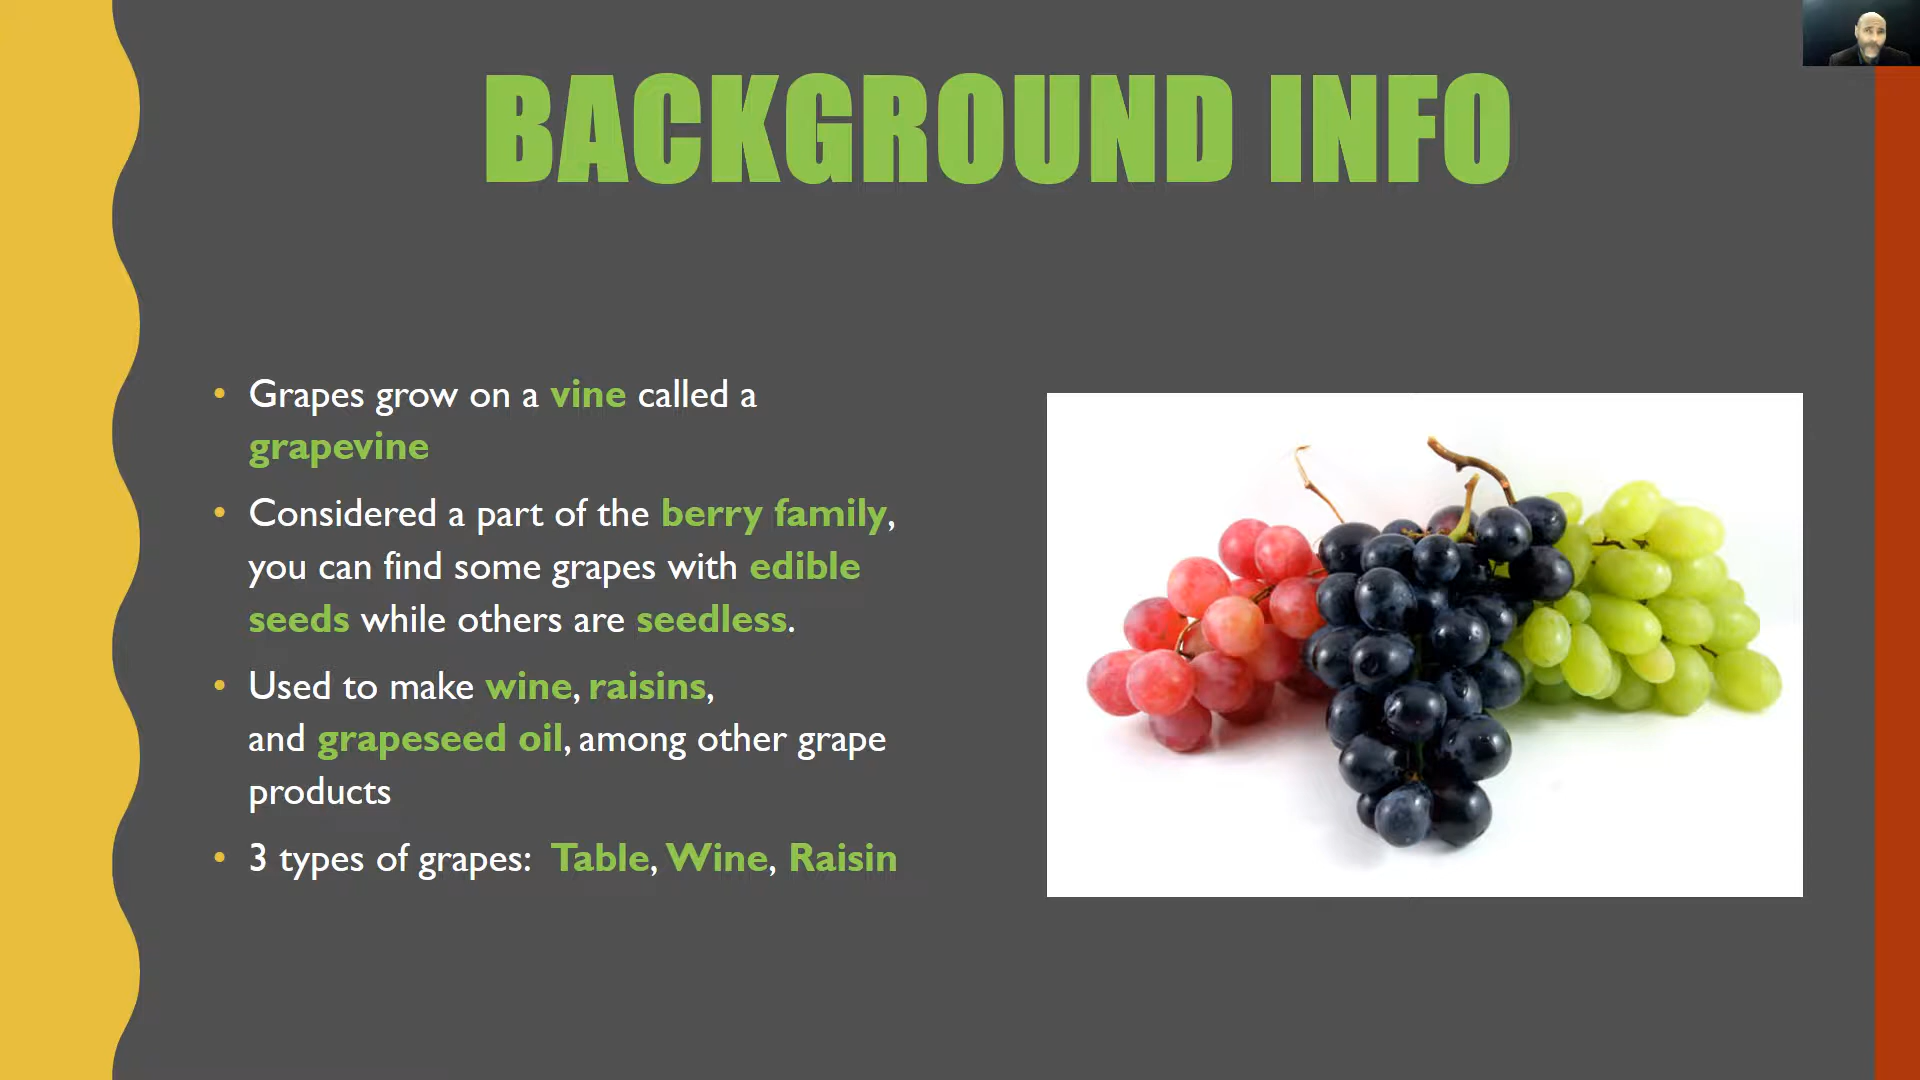 BACKGROUND INFO
• Grapes grow on a vine called a
grapevine
• Considered a part of the berry family,
you can find some grapes with edible
seeds while others are seedless.
• Used to make wine, raisins,
and grapeseed oil, among other grape
products
• 3 types of grapes:  Table, Wine, Raisin